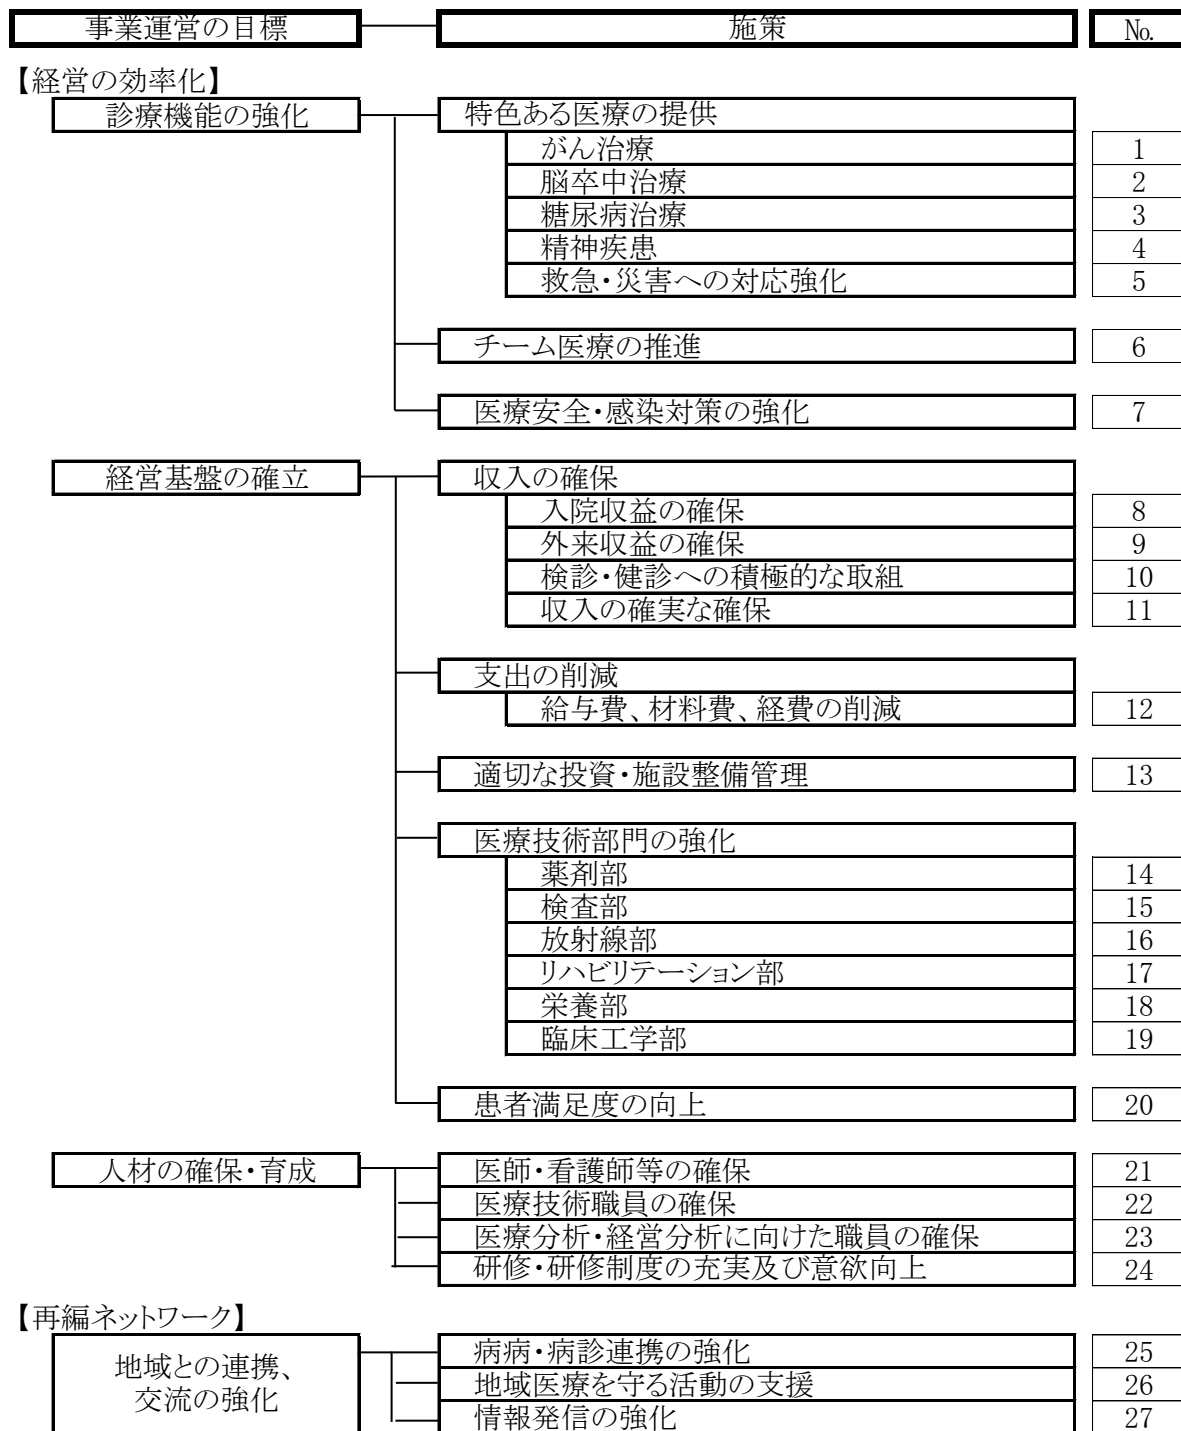 事業運営の目標 施策 №
【経営の効率化】
診療機能の強化 特色ある医療の提供
がん治療 1
脳卒中治療 2
糖尿病治療 3
精神疾患 4
救急・災害への対応強化 5
チーム医療の推進 6
医療安全・感染対策の強化 7
経営基盤の確立 収入の確保
入院収益の確保 8
外来収益の確保 9
検診・健診への積極的な取組 10
収入の確実な確保 11
支出の削減
給与費、材料費、経費の削減 12
適切な投資・施設整備管理 13
医療技術部門の強化
薬剤部 14
検査部 15
放射線部 16
リハビリテーション部 17
栄養部 18
臨床工学部 19
患者満足度の向上 20
人材の確保・育成 医師・看護師等の確保 21
医療技術職員の確保 22
医療分析・経営分析に向けた職員の確保 23
研修・研修制度の充実及び意欲向上 24
【再編ネットワーク】
地域との連携、
交流の強化
病病・病診連携の強化 25
地域医療を守る活動の支援 26
情報発信の強化 27